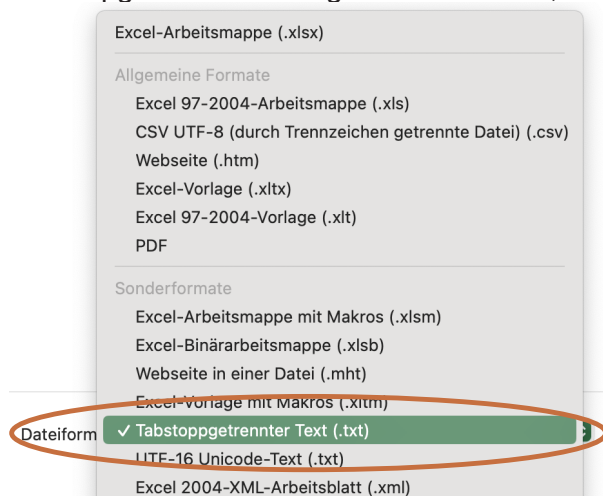 Excel-Arbeitsmappe (.xlsx)
Allgemeine Formate
Excel 97-2004-Arbeitsmappe (.xls)
CSV UTF-8 (durch Trennzeichen getrennte Datei) (.csv)
Webseite (.htm)
Excel-Vorlage (.xltx)
Excel 97-2004-Vorlage (.xlt)
PDF
Sonderformate
Excel-Arbeitsmappe mit Makros (.xlsm)
Excel-Binärarbeitsmappe (.xlsb)
Webseite in einer Datei (.mht)
Excel-Vorlage mit Makros (.xltm)
Dateiform ✓ Tabstoppgetrennter Text (.txt)
UTF-16 Unicode-Text (.txt)
Excel 2004-XML-Arbeitsblatt (.xml)